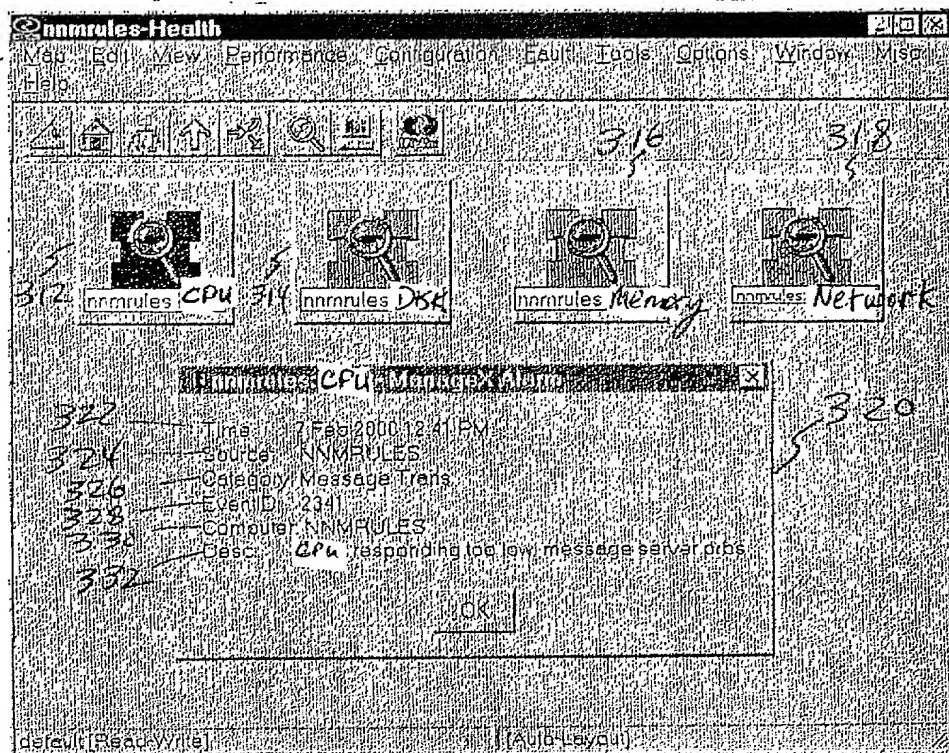 nnmrules-Health
Map Edit View Performance Configuration Fault Tools Options Window Misc
Help
316 318
312 314
nnmrules CPU nnmrules Disk nnmrules Memory nnmrules Network
nnmrules CPU ManageX Alarm
320
322 Time: 7 Feb 2000 12:41 PM
324 Source: NNMRULES
326 Category: Message Trans
328 EventID: 2341
330 Computer: NNMRULES
332 Desc: CPU responding too low, message server prbs
OK
default [Read-Write] [Auto-Layout]